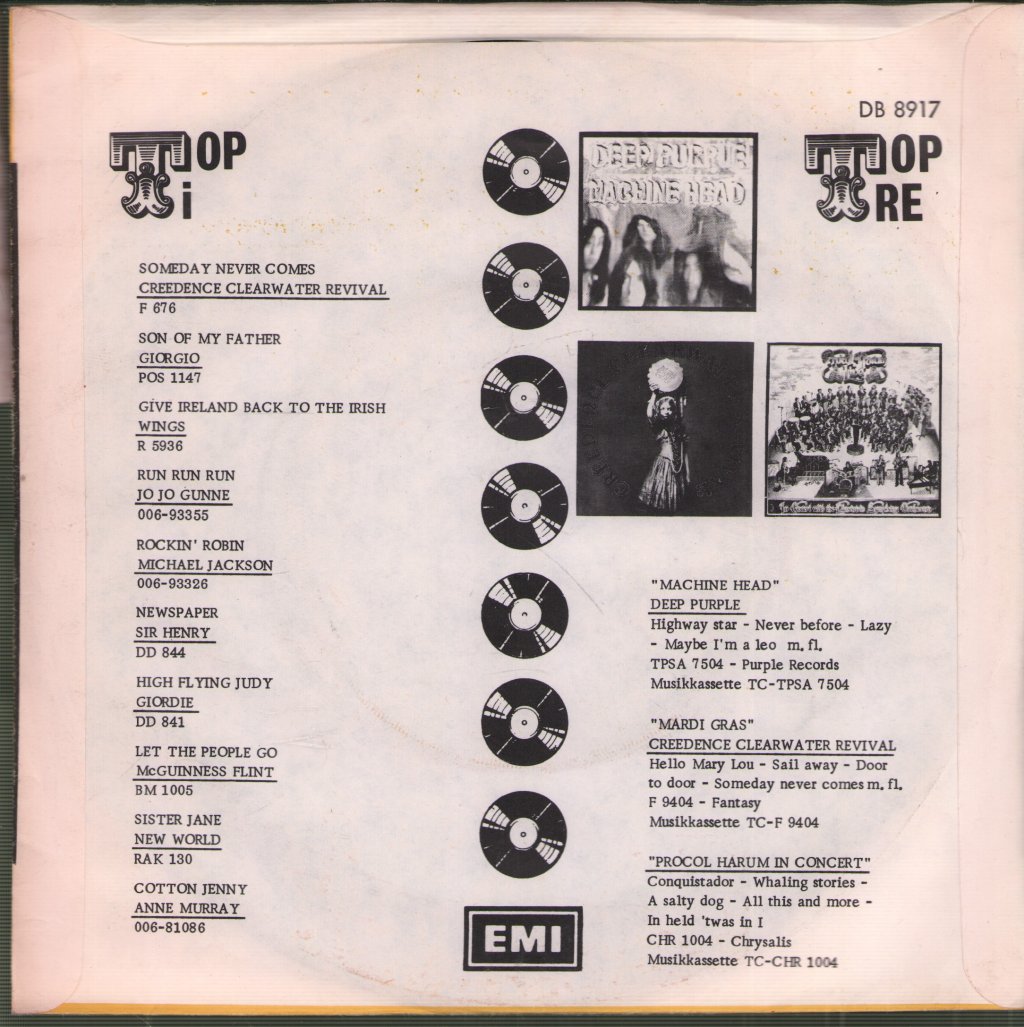 DB 8917
TOP
Ti
SOMEDAY NEVER COMES
CREEDENCE CLEARWATER REVIVAL
F 676
SON OF MY FATHER
GIORGIO
POS 1147
GIVE IRELAND BACK TO THE IRISH
WINGS
R 5936
RUN RUN RUN
JO JO GUNNE
006-93355
ROCKIN' ROBIN
MICHAEL JACKSON
006-93326
NEWSPAPER
SIR HENRY
DD 844
HIGH FLYING JUDY
GIORDIE
DD 841
LET THE PEOPLE GO
McGUINNESS FLINT
BM 1005
SISTER JANE
NEW WORLD
RAK 130
COTTON JENNY
ANNE MURRAY
006-81086
DEEP PURPLE
MACHINE HEAD
EMI
TOP
TRE
"MACHINE HEAD"
DEEP PURPLE
Highway star - Never before - Lazy
- Maybe I'm a leo m. fl.
TPSA 7504 - Purple Records
Musikkassette TC-TPSA 7504
"MARDI GRAS"
CREEDENCE CLEARWATER REVIVAL
Hello Mary Lou - Sail away - Door
to door - Someday never comes m. fl.
F 9404 - Fantasy
Musikkassette TC-F 9404
"PROCOL HARUM IN CONCERT"
Conquistador - Whaling stories -
A salty dog - All this and more -
In held 'twas in I
CHR 1004 - Chrysalis
Musikkassette TC-CHR 1004